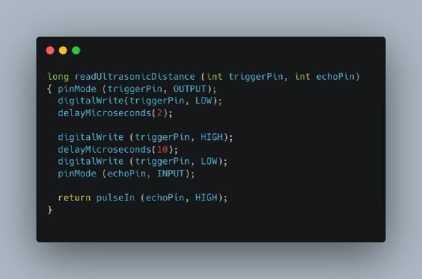 long readUltrasonicDistance (int triggerPin, int echoPin)
{ pinMode (triggerPin, OUTPUT);
digitalWrite(triggerPin, LOW);
delayMicroseconds(2);
digitalWrite (triggerPin, HIGH);
delayMicroseconds(10);
digitalWrite (triggerPin, LOW);
pinMode (echoPin, INPUT);
return pulseIn (echoPin, HIGH);
}